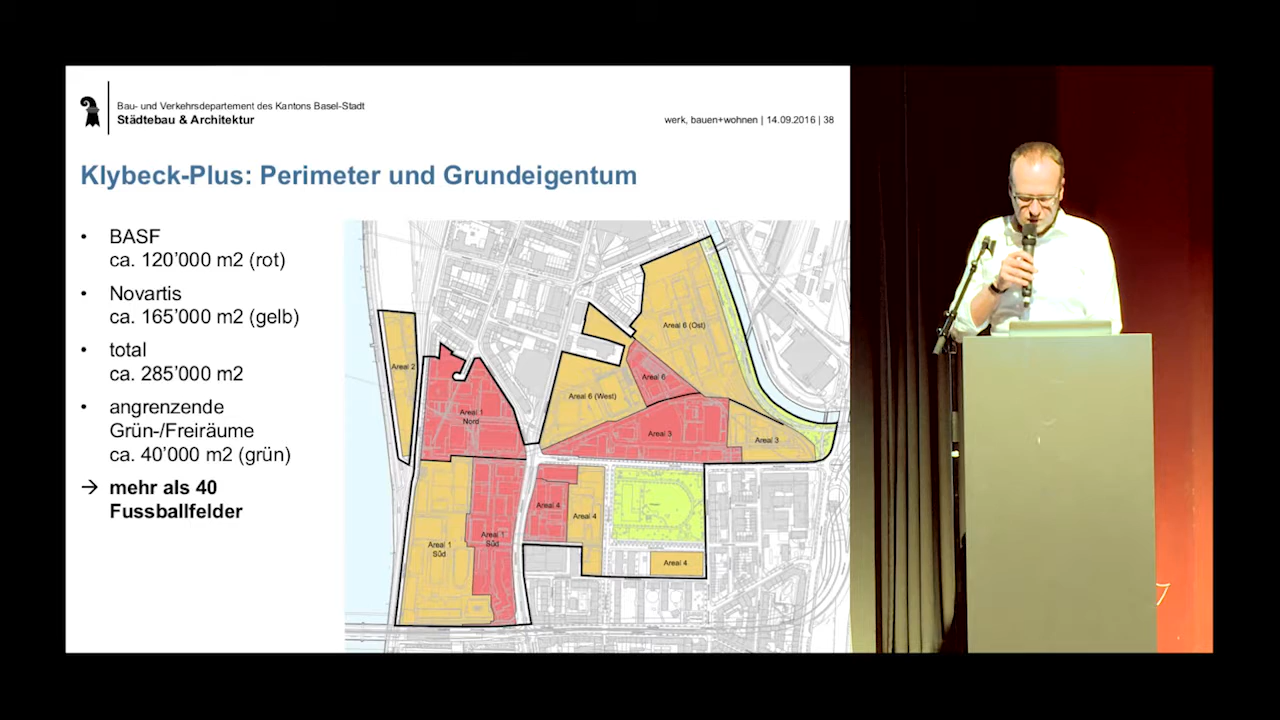 Bau- und Verkehrsdepartement des Kantons Basel-Stadt
Städtebau & Architektur
werk, bauen+wohnen | 14.09.2016 | 38
Klybeck-Plus: Perimeter und Grundeigentum
• BASF
ca. 120’000 m2 (rot)
• Novartis
ca. 165’000 m2 (gelb)
• total
ca. 285’000 m2
• angrenzende
Grün-/Freiräume
ca. 40’000 m2 (grün)
→ mehr als 40
Fussballfelder
Areal 6 (Ost)
Areal 2
Areal 6
Areal 6 (West)
Areal 1
Nord
Areal 3
Areal 3
Areal 4
Areal 4
Areal 1
Süd
Areal 1
Süd
Areal 4